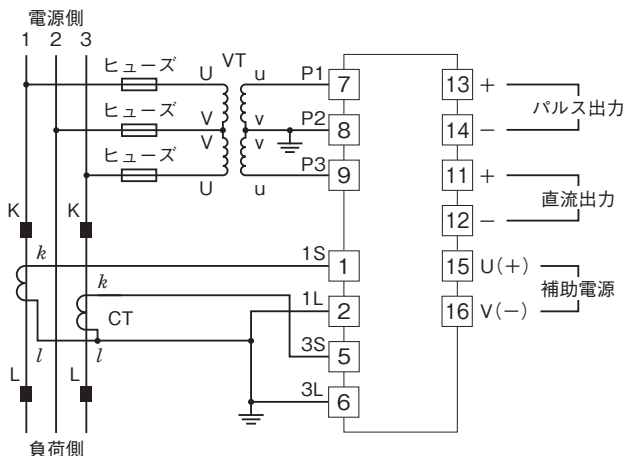 電源側
1 2 3
ヒューズ
U
VT
u
P1
7
13
+
パルス出力
ヒューズ
V
V
v
v
P2
8
14
−
ヒューズ
U
u
P3
9
11
+
直流出力
12
−
K
K
k
1S
1
15
U(+)
補助電源
k
1L
2
16
V(−)
CT
l
l
3S
5
L
L
3L
6
負荷側